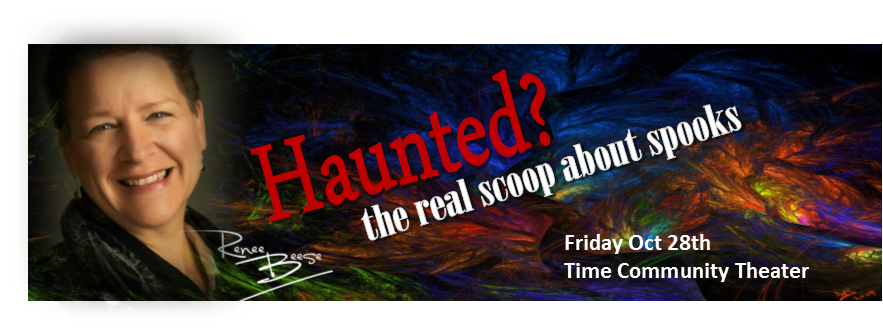 Haunted?
the real scoop about spooks
Renee
Beese
Friday Oct 28th
Time Community Theater